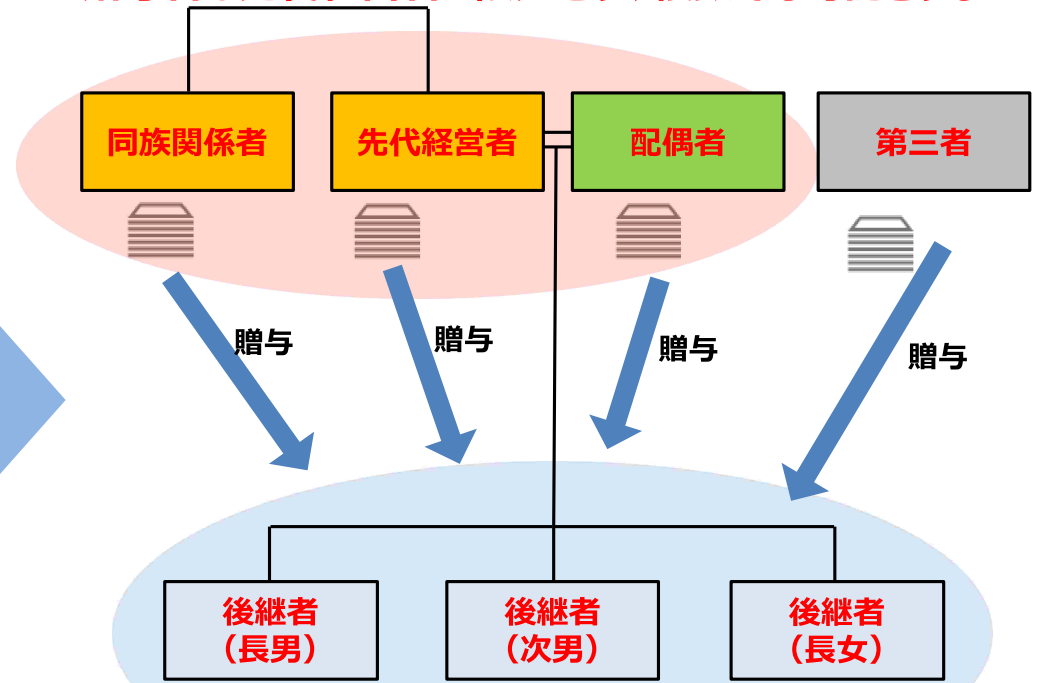 同族関係者
先代経営者
配偶者
第三者
贈与
贈与
贈与
贈与
後継者
（長男）
後継者
（次男）
後継者
（長女）